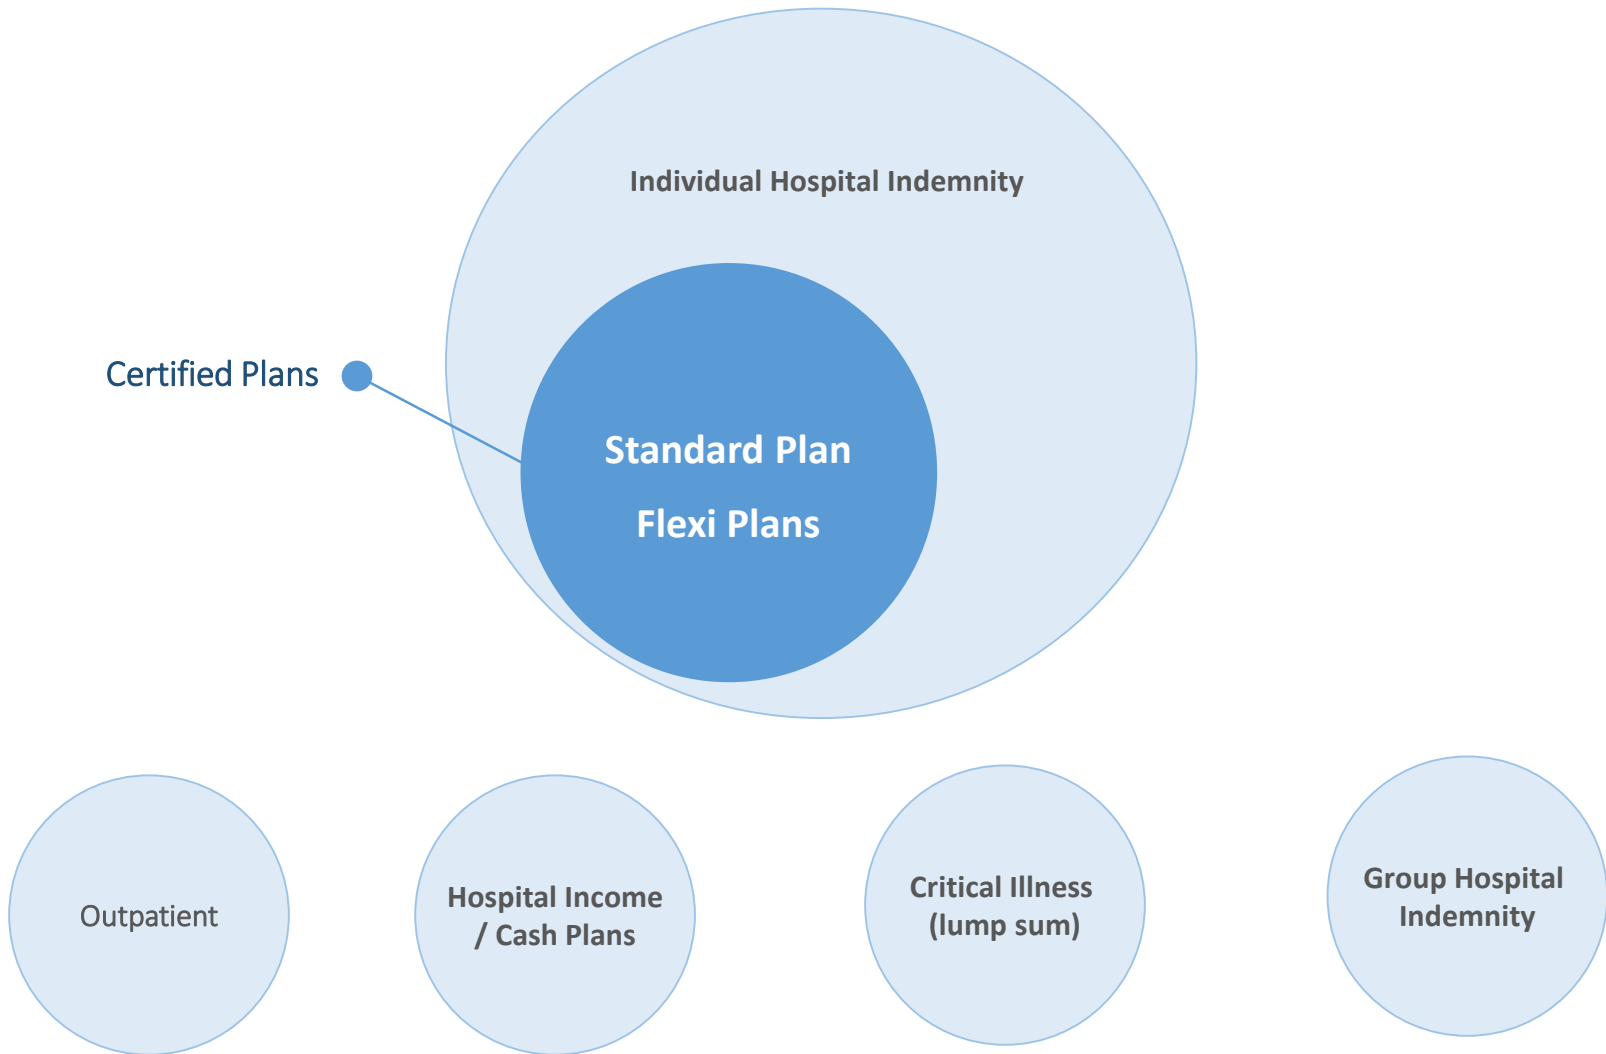 Individual Hospital Indemnity
Certified Plans
Standard Plan
Flexi Plans
Outpatient
Hospital Income
/ Cash Plans
Critical Illness
(lump sum)
Group Hospital
Indemnity